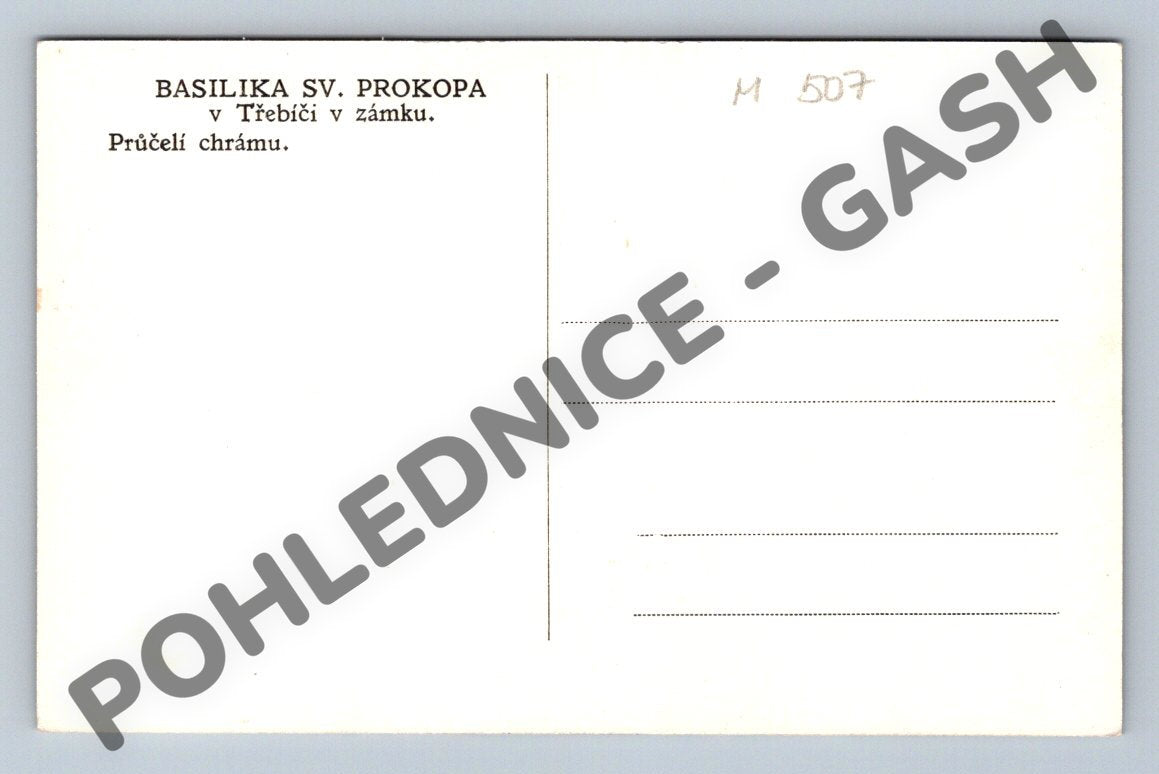 BASILIKA SV. PROKOPA
v Třebíči v zámku.
Průčelí chrámu.
M 507
POHLEDNICE - GASH